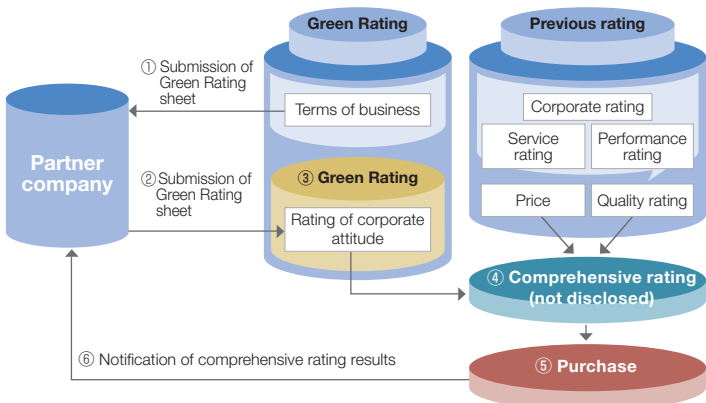 Green Rating
Previous rating
① Submission of
Green Rating
sheet
Terms of business
Corporate rating
Service
rating
Performance
rating
Partner
company
② Submission of
Green Rating
sheet
③ Green Rating
Rating of corporate
attitude
Price
Quality rating
④ Comprehensive rating
(not disclosed)
⑤ Purchase
⑥ Notification of comprehensive rating results